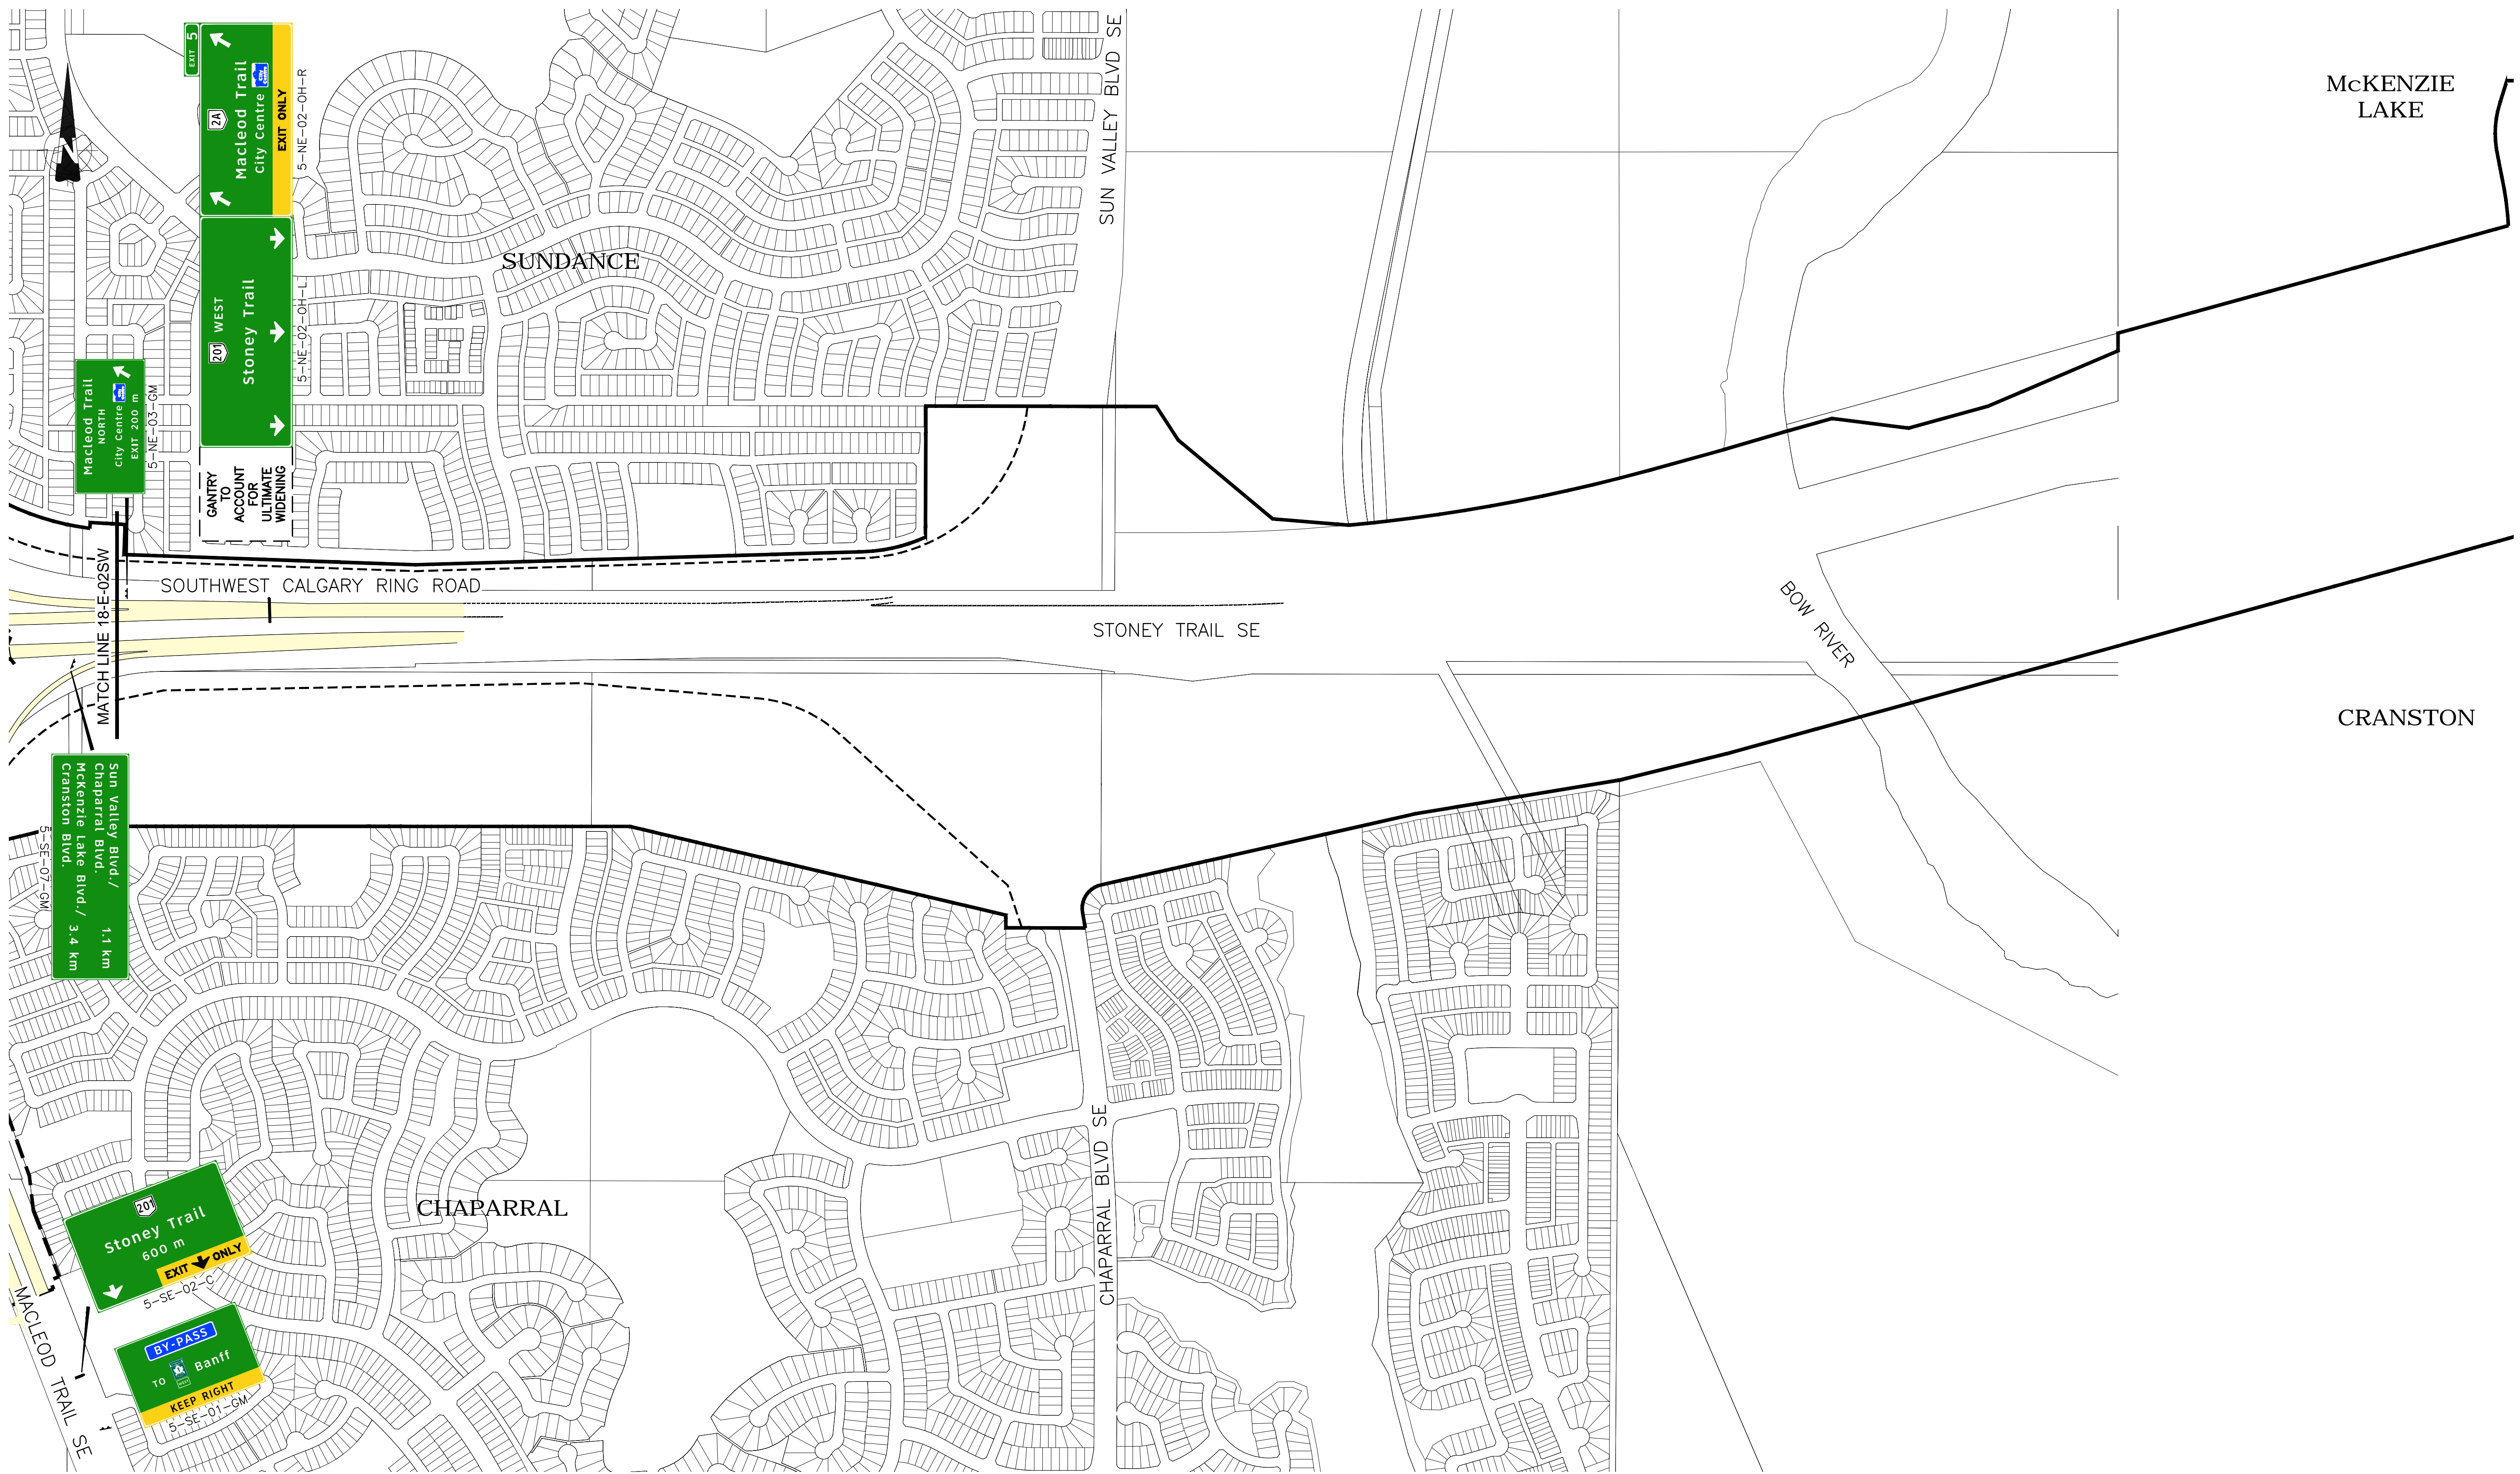 EXIT 5
2A
Macleod Trail
City Centre
EXIT ONLY
5-NE-02-OH-R
201 WEST
Stoney Trail
5-NE-02-OH-L
GANTRY
TO
ACCOUNT
FOR
ULTIMATE
WIDENING
Macleod Trail
NORTH
City Centre
EXIT 200 m
5-NE-03-GM
N
SUNDANCE
SUN VALLEY BLVD SE
McKENZIE
LAKE
SOUTHWEST CALGARY RING ROAD
MATCH LINE 18-E-02SW
STONEY TRAIL SE
BOW RIVER
CRANSTON
Sun Valley Blvd./
Chaparral Blvd. 1.1 km
McKenzie Lake Blvd./
Cranston Blvd. 3.4 km
5-SE-07-GM
CHAPARRAL
CHAPARRAL BLVD SE
201
Stoney Trail
600 m
EXIT ONLY
5-SE-02-C
BY-PASS
TO Banff
KEEP RIGHT
5-SE-01-GM
MACLEOD TRAIL SE